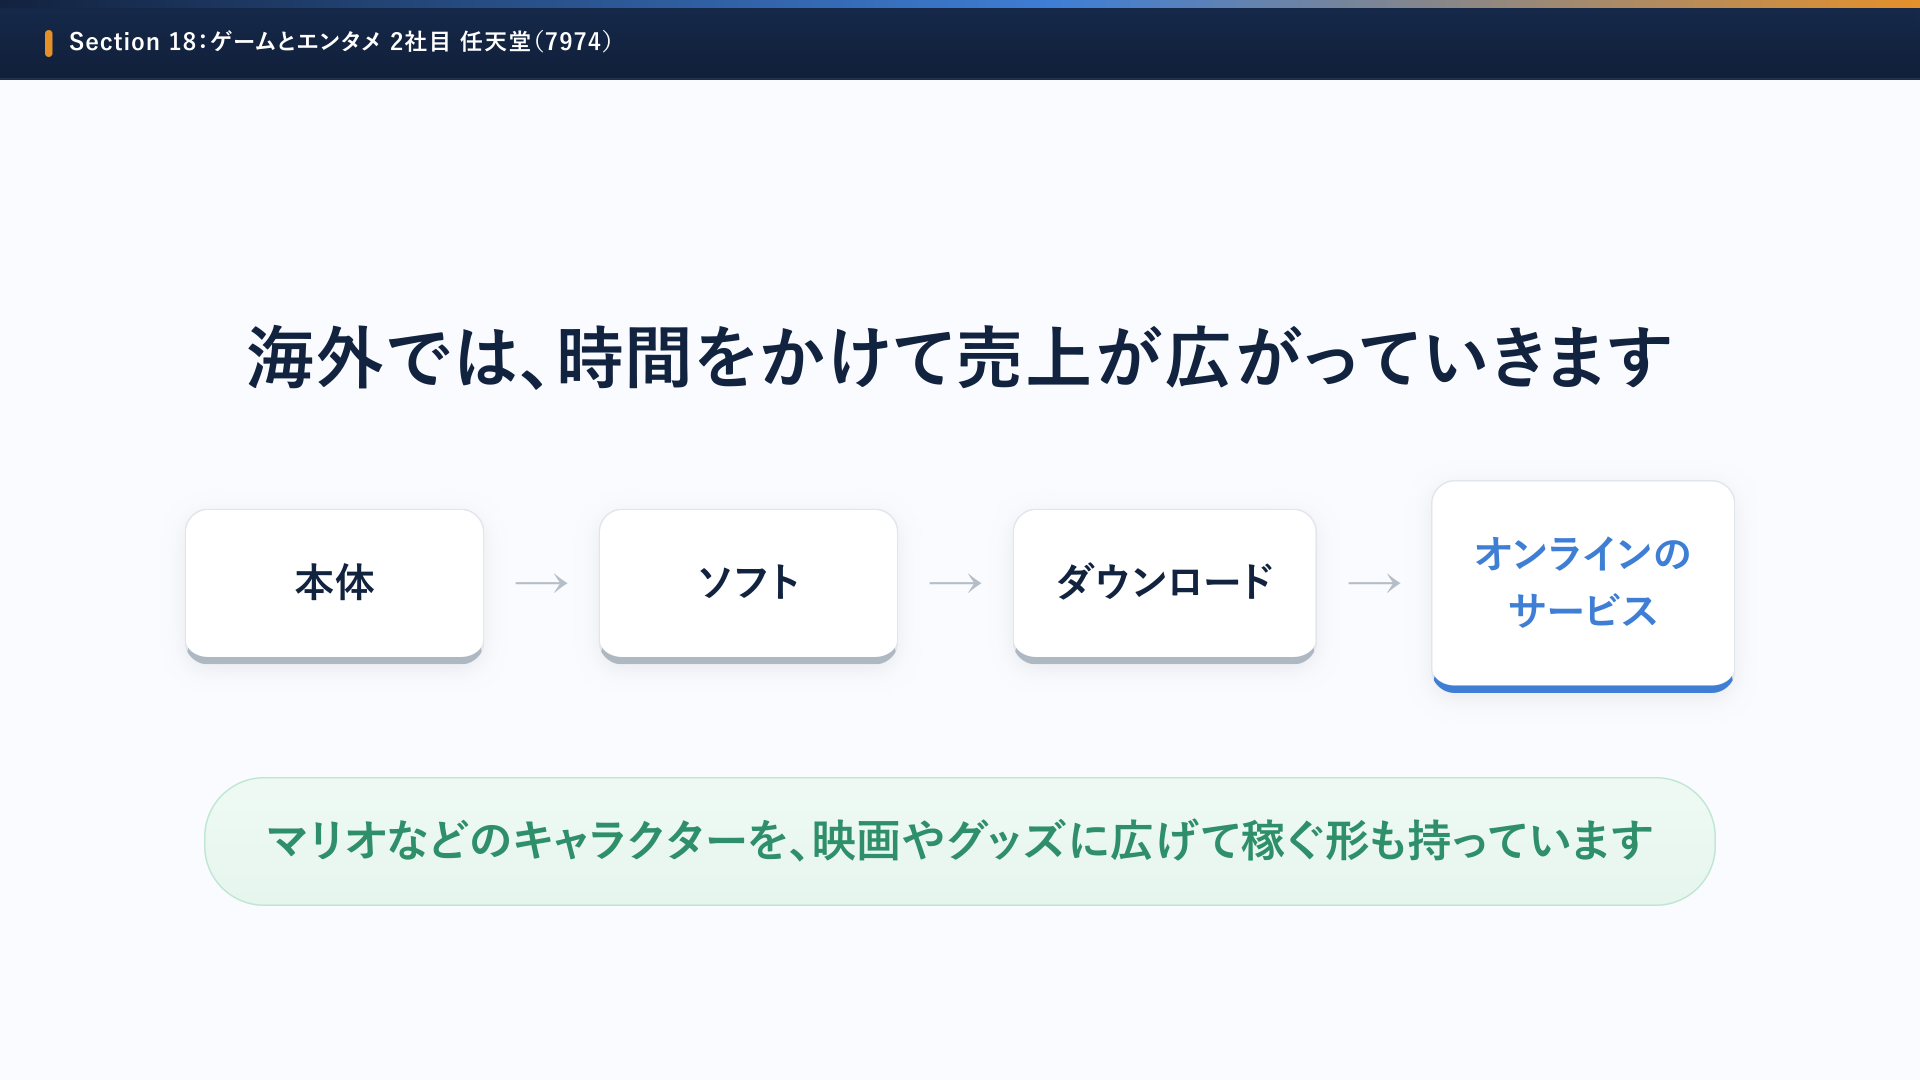 Section 18：ゲームとエンタメ 2社目 任天堂（7974）
海外では、時間をかけて売上が広がっていきます
本体
ソフト
ダウンロード
オンラインの
サービス
マリオなどのキャラクターを、映画やグッズに広げて稼ぐ形も持っています